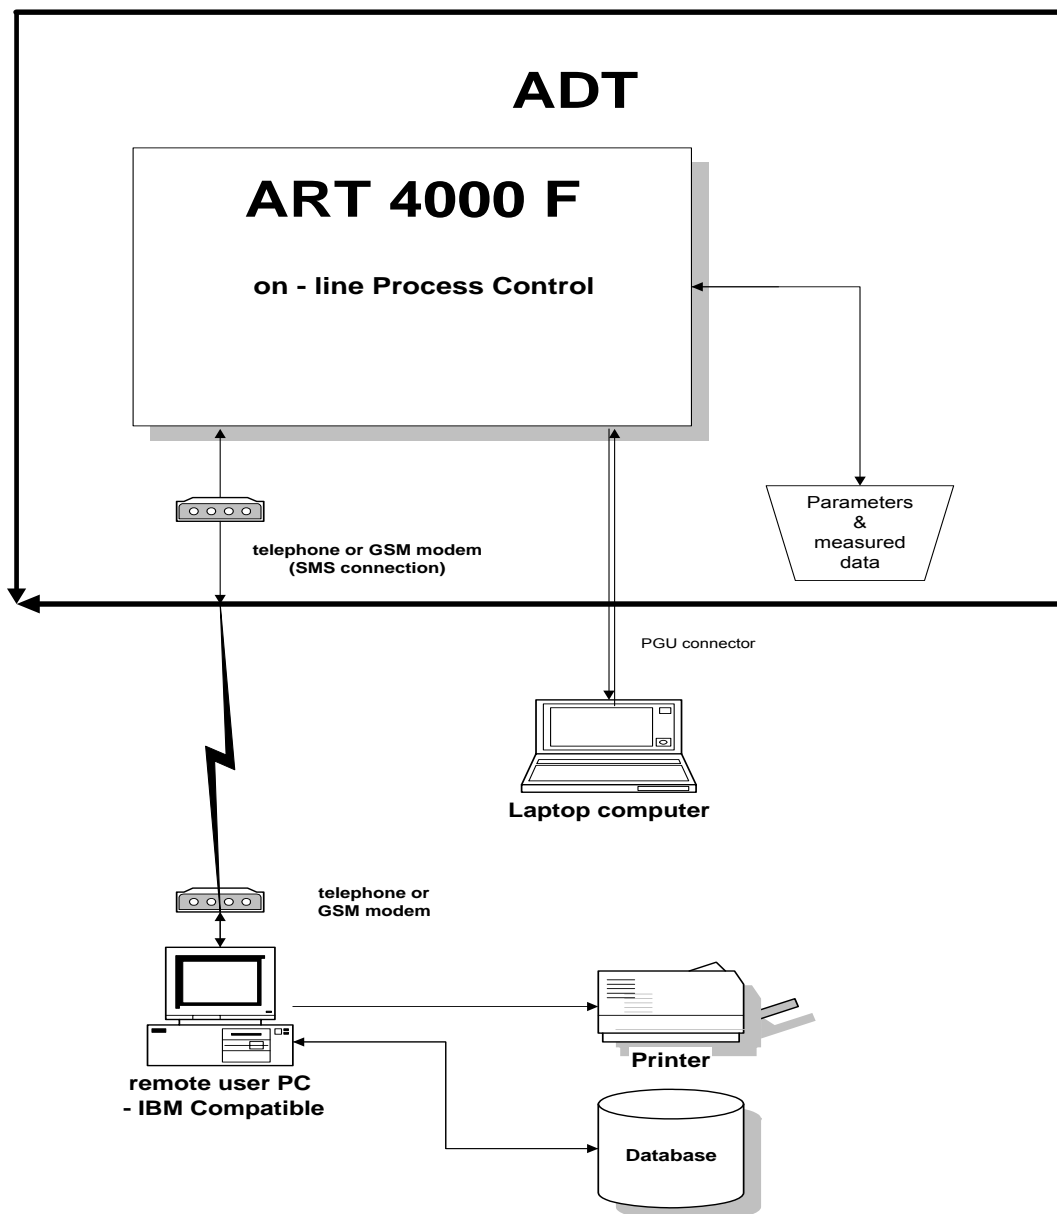 ADT
ART 4000 F
on - line Process Control
Parameters
&
measured
data
telephone or GSM modem
(SMS connection)
PGU connector
Laptop computer
telephone or
GSM modem
Printer
remote user PC
- IBM Compatible
Database